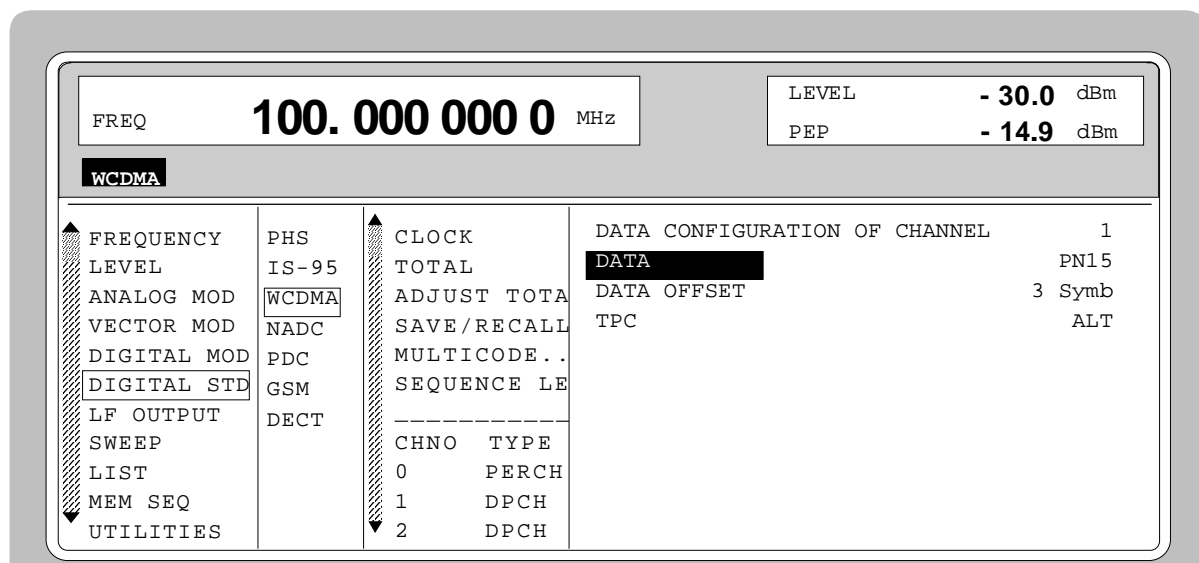 FREQ 100. 000 000 0 MHz
LEVEL - 30.0 dBm
PEP - 14.9 dBm
WCDMA
FREQUENCY
LEVEL
ANALOG MOD
VECTOR MOD
DIGITAL MOD
DIGITAL STD
LF OUTPUT
SWEEP
LIST
MEM SEQ
UTILITIES
PHS
IS-95
WCDMA
NADC
PDC
GSM
DECT
CLOCK
TOTAL
ADJUST TOTA
SAVE/RECALL
MULTICODE..
SEQUENCE LE
___________
CHNO TYPE
0 PERCH
1 DPCH
2 DPCH
DATA CONFIGURATION OF CHANNEL 1
DATA PN15
DATA OFFSET 3 Symb
TPC ALT